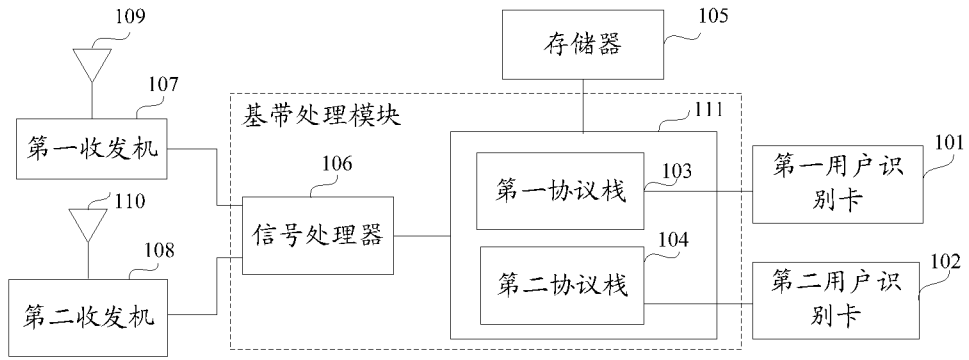 109
105
存储器
107
基带处理模块
111
第一收发机
101
106
第一协议栈
103
第一用户识
别卡
110
信号处理器
104
108
第二协议栈
102
第二收发机
第二用户识
别卡